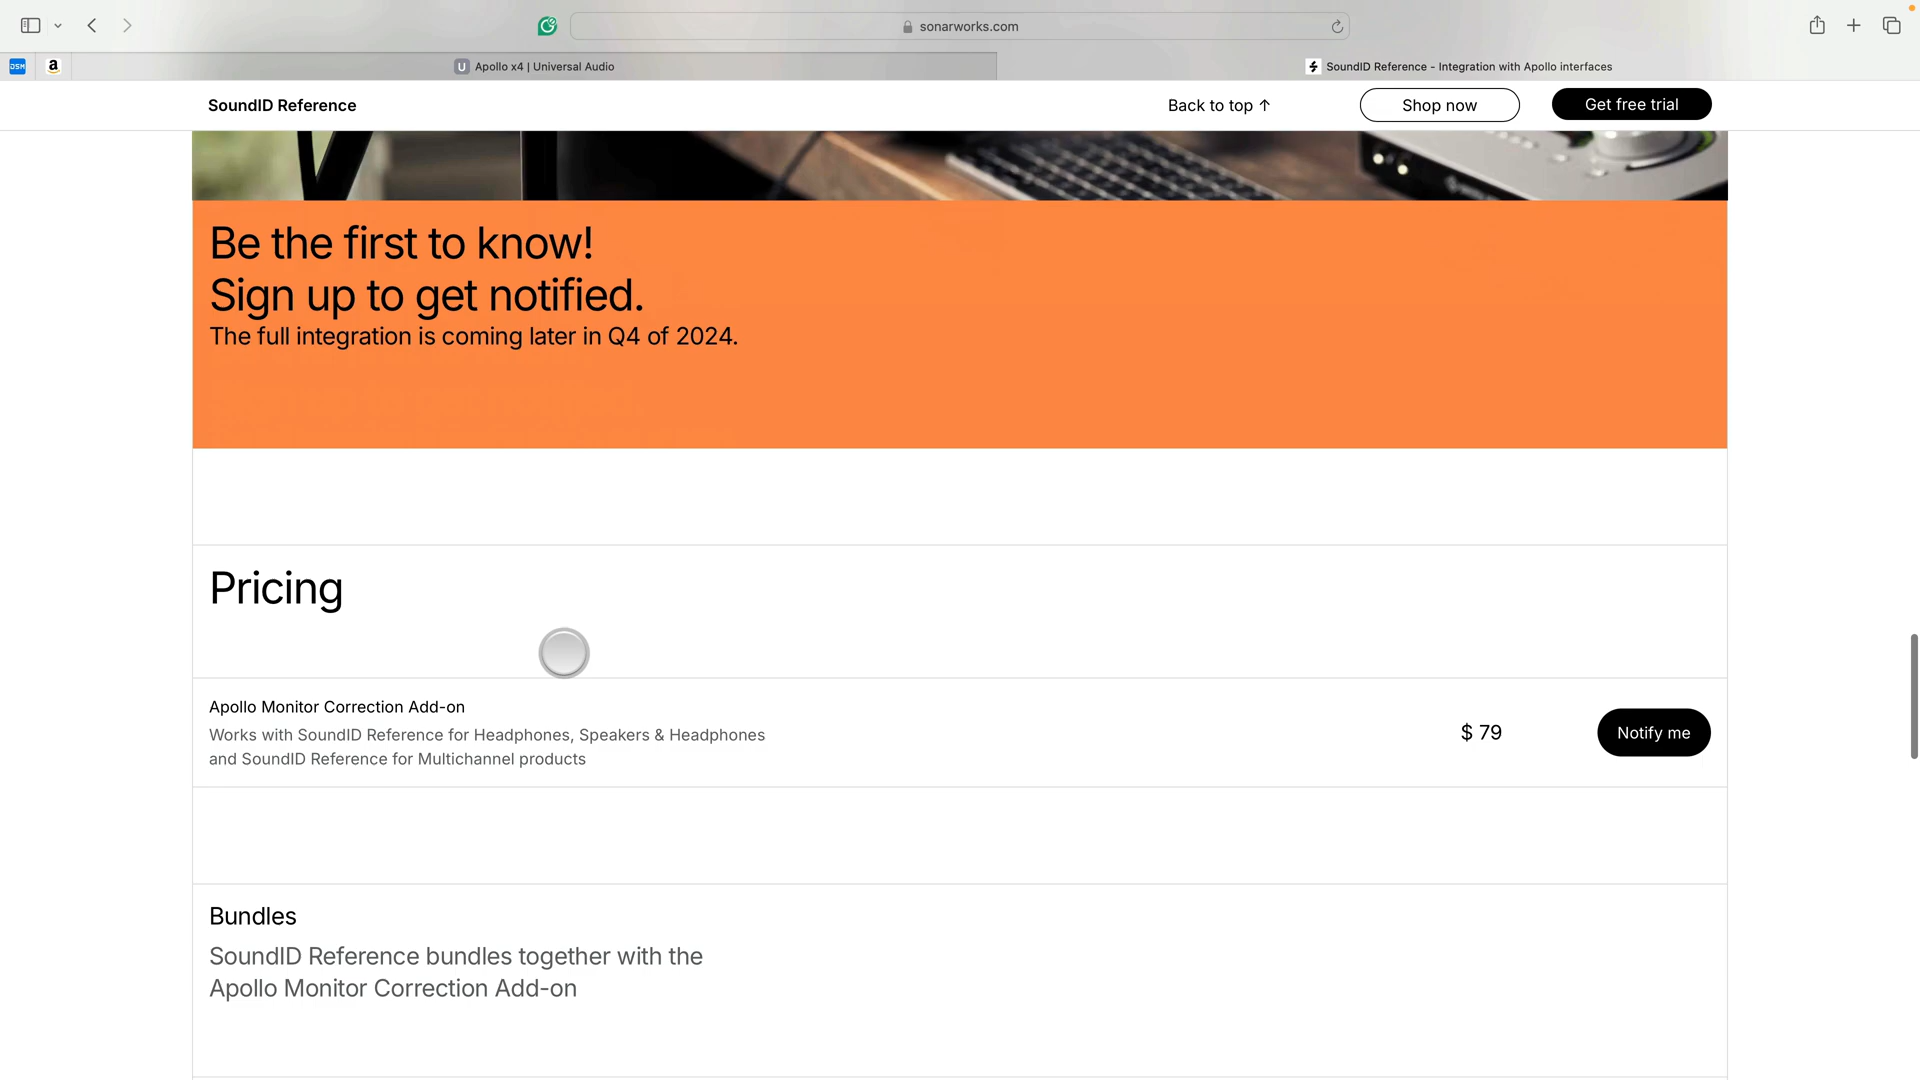 sonarworks.com
DSM
a
U Apollo x4 | Universal Audio
SoundID Reference - Integration with Apollo interfaces
SoundID Reference
Back to top ↑
Shop now
Get free trial
Be the first to know!
Sign up to get notified.
The full integration is coming later in Q4 of 2024.
Pricing
Apollo Monitor Correction Add-on
Works with SoundID Reference for Headphones, Speakers & Headphones
and SoundID Reference for Multichannel products
$ 79
Notify me
Bundles
SoundID Reference bundles together with the
Apollo Monitor Correction Add-on